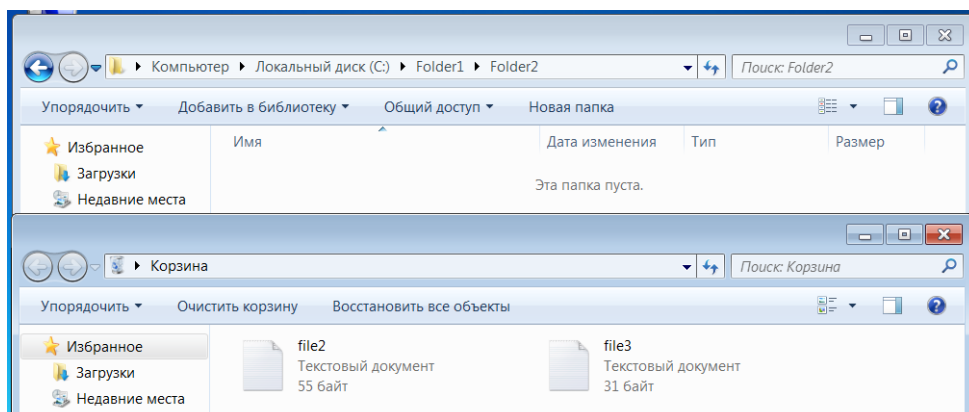 Компьютер ▸ Локальный диск (C:) ▸ Folder1 ▸ Folder2 Поиск: Folder2
Упорядочить Добавить в библиотеку Общий доступ Новая папка
Избранное Имя Дата изменения Тип Размер
Загрузки
Эта папка пуста.
Недавние места
Корзина Поиск: Корзина
Упорядочить Очистить корзину Восстановить все объекты
Избранное file2 file3
Загрузки Текстовый документ Текстовый документ
55 байт 31 байт
Недавние места